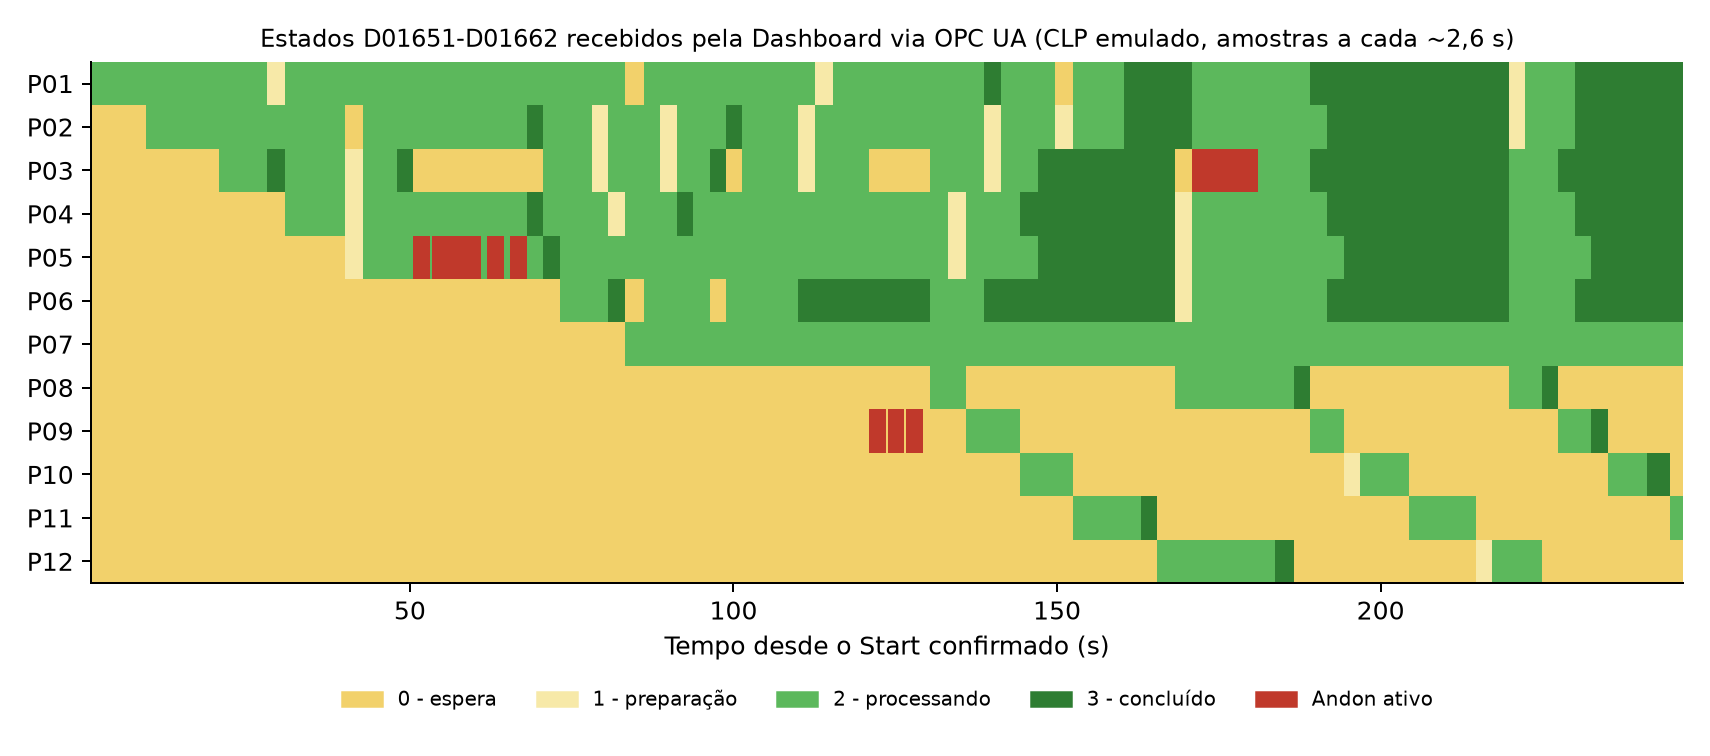 Estados D01651-D01662 recebidos pela Dashboard via OPC UA (CLP emulado, amostras a cada ~2,6 s)
P01
P02
P03
P04
P05
P06
P07
P08
P09
P10
P11
P12
50 100 150 200
Tempo desde o Start confirmado (s)
0 - espera 1 - preparação 2 - processando 3 - concluído Andon ativo